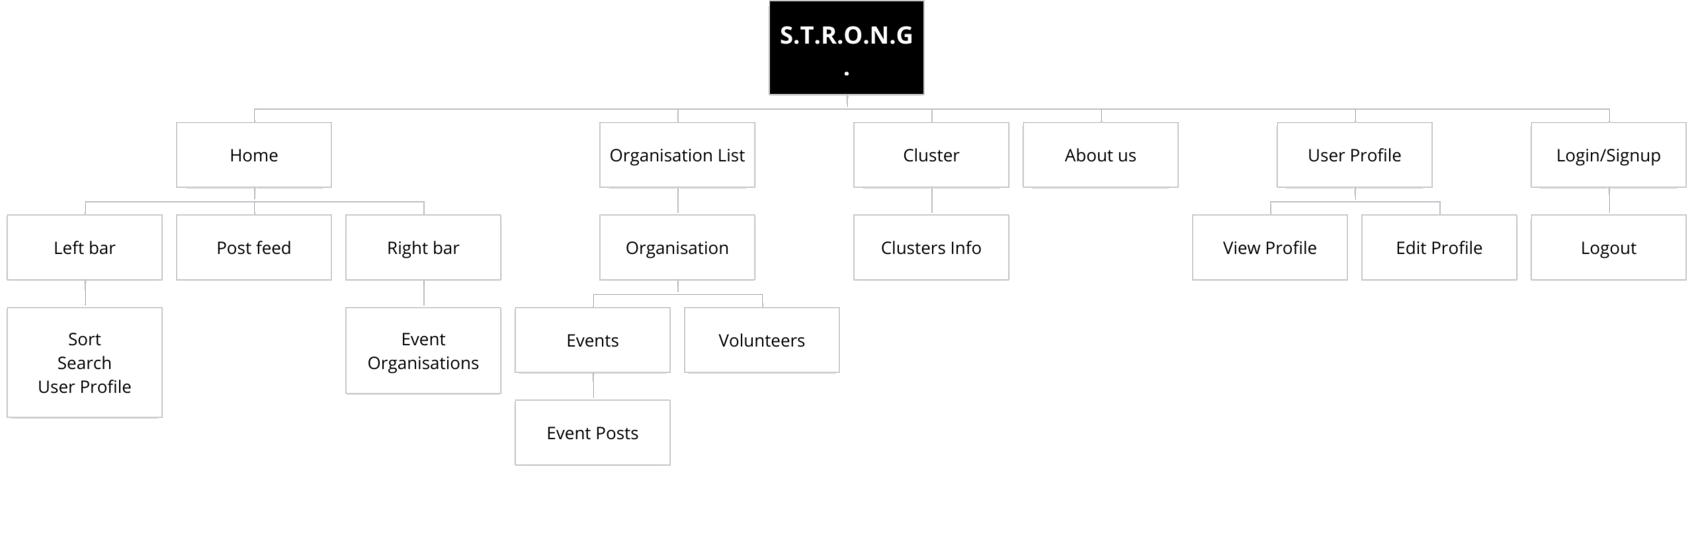 S.T.R.O.N.G
.
Home
Organisation List
Cluster
About us
User Profile
Login/Signup
Left bar
Post feed
Right bar
Organisation
Clusters Info
View Profile
Edit Profile
Logout
Sort
Search
User Profile
Event
Organisations
Events
Volunteers
Event Posts